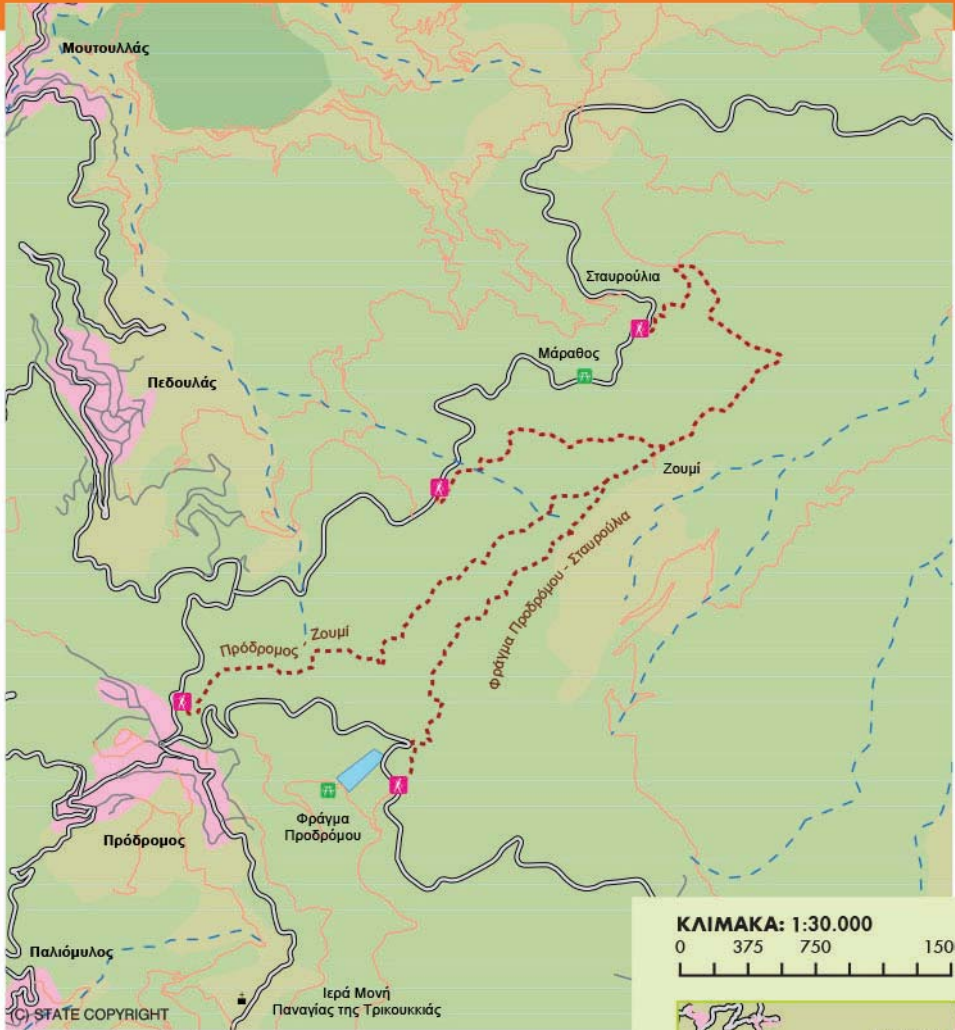 Μουτουλλάς
Σταυρούλια
Μάραθος
Πεδουλάς
Ζουμί
Φράγμα Προδρόμου - Σταυρούλια
Πρόδρομος - Ζουμί
Φράγμα
Προδρόμου
Πρόδρομος
ΚΛΙΜΑΚΑ: 1:30.000
0 375 750 150
Παλιόμυλος
Ιερά Μονή
Παναγίας της Τρικουκκιάς
(C) STATE COPYRIGHT